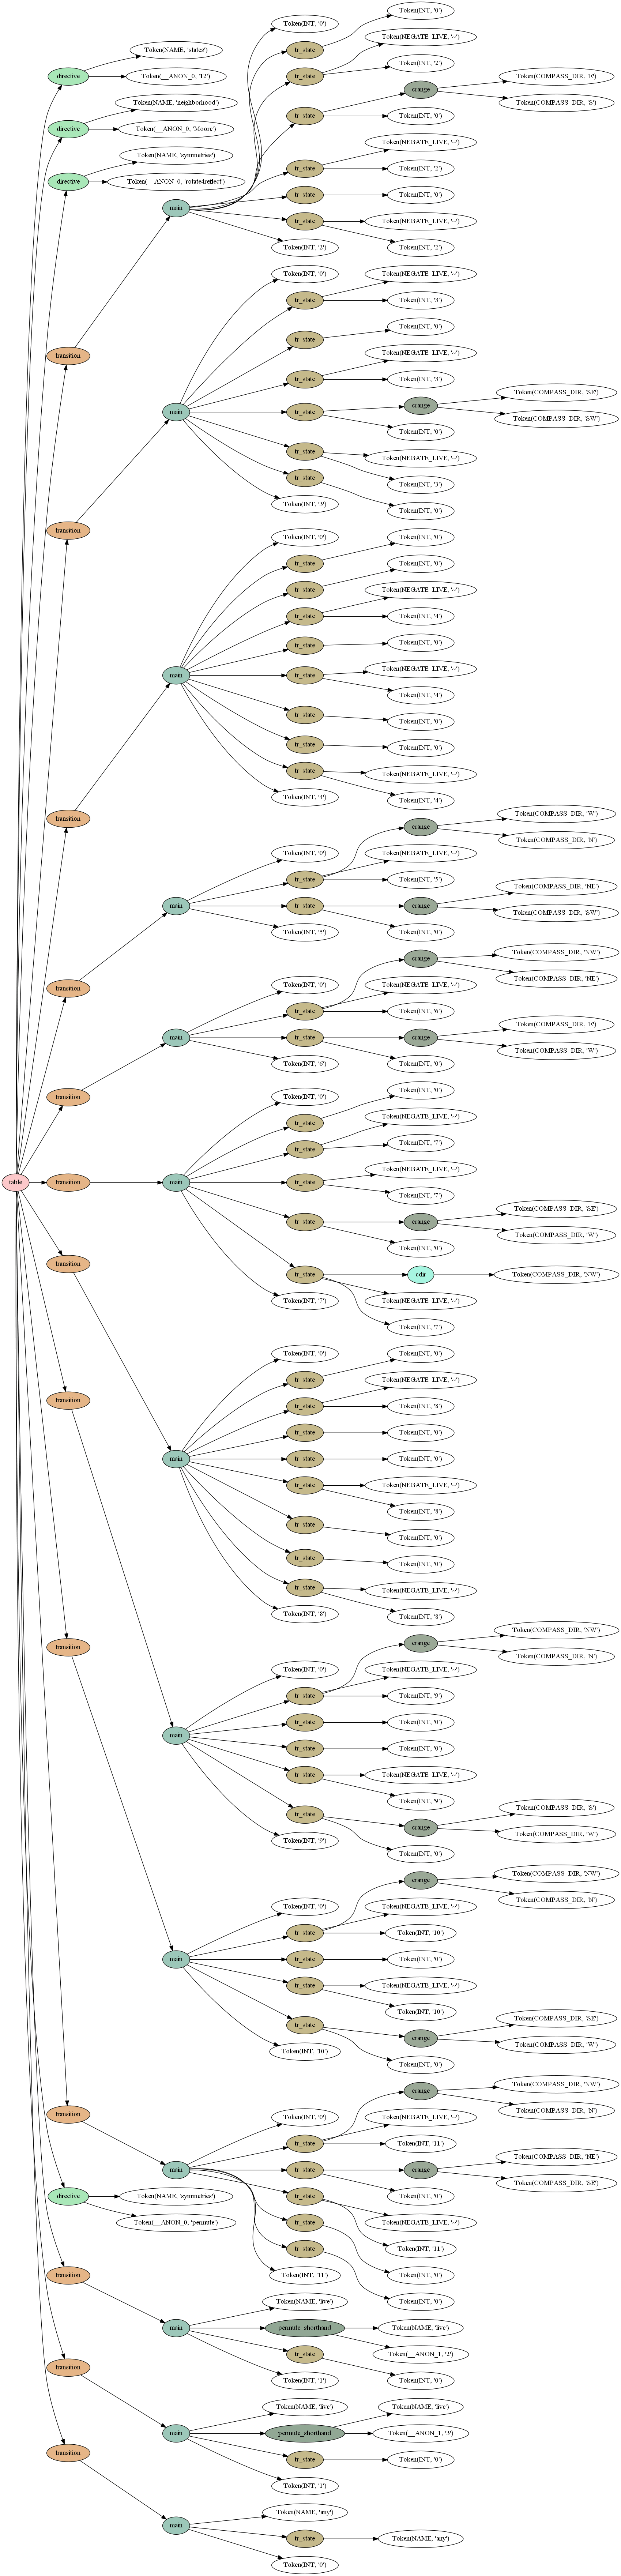 table
directive
Token(NAME, 'states')
Token(__ANON_0, '12')
directive
Token(NAME, 'neighborhood')
Token(__ANON_0, 'Moore')
directive
Token(NAME, 'symmetries')
Token(__ANON_0, 'rotate4reflect')
transition
main
Token(INT, '0')
tr_state
Token(INT, '0')
tr_state
Token(NEGATE_LIVE, '--')
Token(INT, '2')
tr_state
crange
Token(COMPASS_DIR, 'E')
Token(COMPASS_DIR, 'S')
Token(INT, '0')
tr_state
Token(NEGATE_LIVE, '--')
Token(INT, '2')
tr_state
Token(INT, '0')
tr_state
Token(NEGATE_LIVE, '--')
Token(INT, '2')
Token(INT, '2')
transition
main
Token(INT, '0')
tr_state
Token(NEGATE_LIVE, '--')
Token(INT, '3')
tr_state
Token(INT, '0')
tr_state
Token(NEGATE_LIVE, '--')
Token(INT, '3')
tr_state
crange
Token(COMPASS_DIR, 'SE')
Token(COMPASS_DIR, 'SW')
Token(INT, '0')
tr_state
Token(NEGATE_LIVE, '--')
Token(INT, '3')
tr_state
Token(INT, '0')
Token(INT, '3')
transition
main
Token(INT, '0')
tr_state
Token(INT, '0')
tr_state
Token(INT, '0')
tr_state
Token(NEGATE_LIVE, '--')
Token(INT, '4')
tr_state
Token(INT, '0')
tr_state
Token(NEGATE_LIVE, '--')
Token(INT, '4')
tr_state
Token(INT, '0')
tr_state
Token(INT, '0')
tr_state
Token(NEGATE_LIVE, '--')
Token(INT, '4')
Token(INT, '4')
transition
main
Token(INT, '0')
tr_state
crange
Token(COMPASS_DIR, 'W')
Token(COMPASS_DIR, 'N')
Token(NEGATE_LIVE, '--')
Token(INT, '5')
tr_state
crange
Token(COMPASS_DIR, 'NE')
Token(COMPASS_DIR, 'SW')
Token(INT, '0')
Token(INT, '5')
transition
main
Token(INT, '0')
tr_state
crange
Token(COMPASS_DIR, 'NW')
Token(COMPASS_DIR, 'NE')
Token(NEGATE_LIVE, '--')
Token(INT, '6')
tr_state
crange
Token(COMPASS_DIR, 'E')
Token(COMPASS_DIR, 'W')
Token(INT, '0')
Token(INT, '6')
transition
main
Token(INT, '0')
tr_state
Token(INT, '0')
tr_state
Token(NEGATE_LIVE, '--')
Token(INT, '7')
tr_state
Token(NEGATE_LIVE, '--')
Token(INT, '7')
tr_state
crange
Token(COMPASS_DIR, 'SE')
Token(COMPASS_DIR, 'W')
Token(INT, '0')
tr_state
cdir
Token(COMPASS_DIR, 'NW')
Token(NEGATE_LIVE, '--')
Token(INT, '7')
Token(INT, '7')
transition
main
Token(INT, '0')
tr_state
Token(INT, '0')
tr_state
Token(NEGATE_LIVE, '--')
Token(INT, '8')
tr_state
Token(INT, '0')
tr_state
Token(INT, '0')
tr_state
Token(NEGATE_LIVE, '--')
Token(INT, '8')
tr_state
Token(INT, '0')
tr_state
Token(INT, '0')
tr_state
Token(NEGATE_LIVE, '--')
Token(INT, '8')
Token(INT, '8')
transition
main
Token(INT, '0')
tr_state
crange
Token(COMPASS_DIR, 'NW')
Token(COMPASS_DIR, 'N')
Token(NEGATE_LIVE, '--')
Token(INT, '9')
tr_state
Token(INT, '0')
tr_state
Token(INT, '0')
tr_state
Token(NEGATE_LIVE, '--')
Token(INT, '9')
tr_state
crange
Token(COMPASS_DIR, 'S')
Token(COMPASS_DIR, 'W')
Token(INT, '0')
Token(INT, '9')
transition
main
Token(INT, '0')
tr_state
crange
Token(COMPASS_DIR, 'NW')
Token(COMPASS_DIR, 'N')
Token(NEGATE_LIVE, '--')
Token(INT, '10')
tr_state
Token(INT, '0')
tr_state
Token(NEGATE_LIVE, '--')
Token(INT, '10')
tr_state
crange
Token(COMPASS_DIR, 'SE')
Token(COMPASS_DIR, 'W')
Token(INT, '0')
Token(INT, '10')
transition
main
Token(INT, '0')
tr_state
crange
Token(COMPASS_DIR, 'NW')
Token(COMPASS_DIR, 'N')
Token(NEGATE_LIVE, '--')
Token(INT, '11')
tr_state
crange
Token(COMPASS_DIR, 'NE')
Token(COMPASS_DIR, 'SE')
Token(INT, '0')
tr_state
Token(NEGATE_LIVE, '--')
Token(INT, '11')
tr_state
Token(INT, '0')
tr_state
Token(INT, '0')
Token(INT, '11')
directive
Token(NAME, 'symmetries')
Token(__ANON_0, 'permute')
transition
main
Token(NAME, 'live')
permute_shorthand
Token(NAME, 'live')
Token(__ANON_1, '2')
tr_state
Token(INT, '0')
Token(INT, '1')
transition
main
Token(NAME, 'live')
permute_shorthand
Token(NAME, 'live')
Token(__ANON_1, '3')
tr_state
Token(INT, '0')
Token(INT, '1')
transition
main
Token(NAME, 'any')
tr_state
Token(NAME, 'any')
Token(INT, '0')